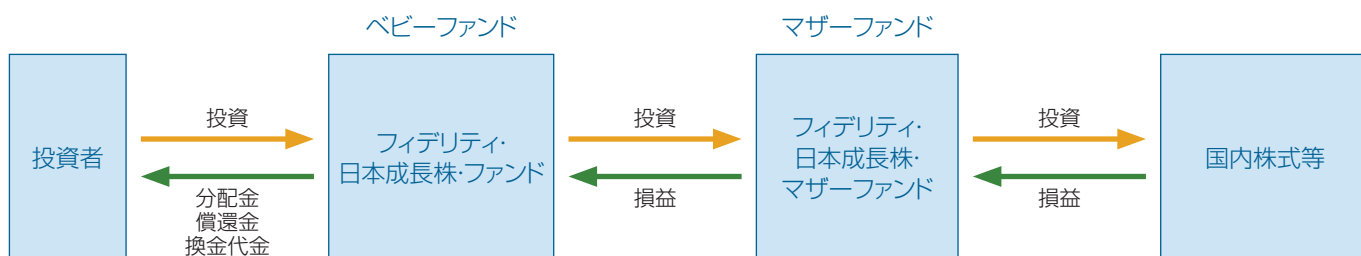 ベビーファンド
マザーファンド
投資者
投資
分配金
償還金
換金代金
フィデリティ・
日本成長株・ファンド
投資
損益
フィデリティ・
日本成長株・
マザーファンド
投資
損益
国内株式等